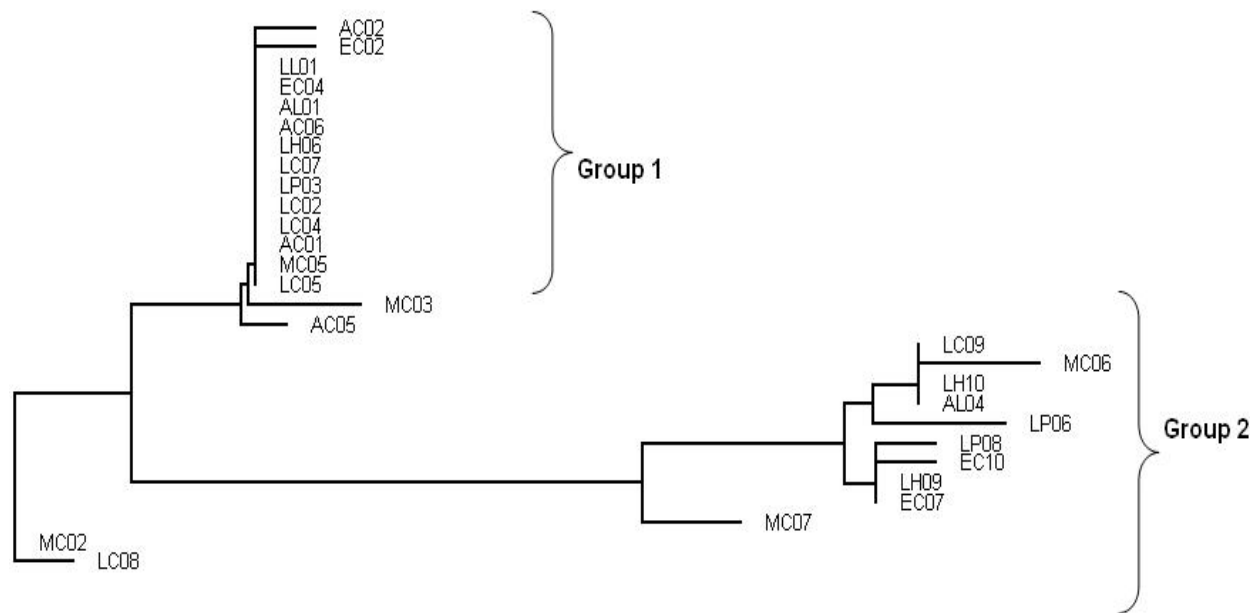 AC02
EC02
LL01
EC04
AL01
AC06
LH06
LC07
LP03
LC02
LC04
AC01
MC05
LC05
MC03
AC05
Group 1
LC09
MC06
LH10
AL04
LP06
LP08
EC10
LH09
EC07
MC07
Group 2
MC02
LC08